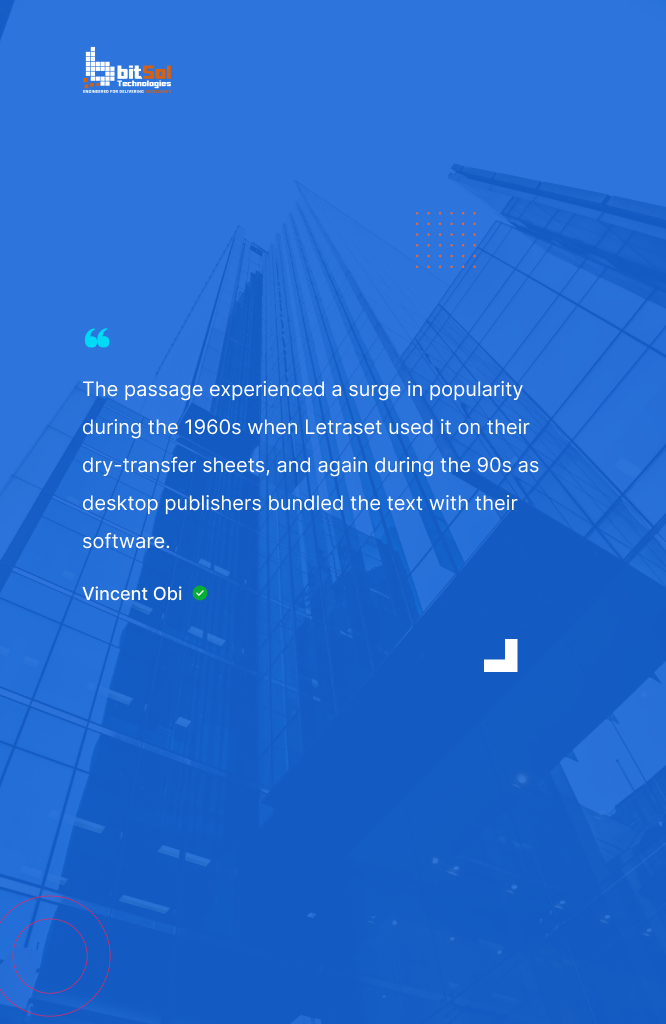 bitSol
Technologies
ENGINEERED FOR DELIVERING
The passage experienced a surge in popularity
during the 1960s when Letraset used it on their
dry-transfer sheets, and again during the 90s as
desktop publishers bundled the text with their
software.
Vincent Obi